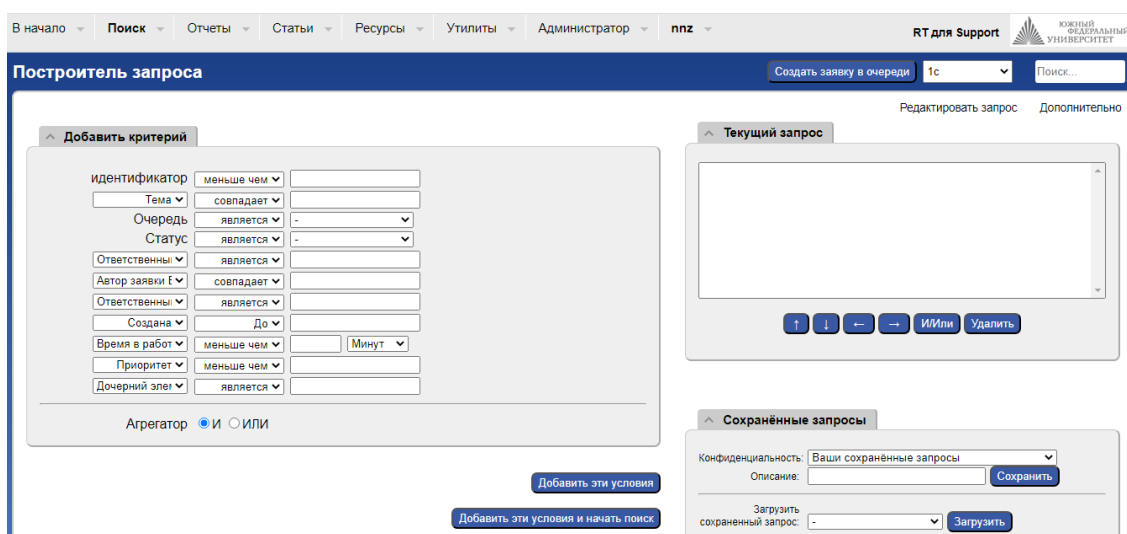 В начало Поиск Отчеты Статьи Ресурсы Утилиты Администратор nnz RT для Support ЮЖНЫЙ ФЕДЕРАЛЬНЫЙ УНИВЕРСИТЕТ
Построитель запроса Создать заявку в очереди 1c Поиск...
Редактировать запрос Дополнительно
Добавить критерий
идентификатор меньше чем
Тема совпадает
Очередь является -
Статус является -
Ответственны является
Автор заявки E совпадает
Ответственны является
Создана До
Время в работ меньше чем Минут
Приоритет меньше чем
Дочерний элем является
Агрегатор И ИЛИ
Добавить эти условия
Добавить эти условия и начать поиск
Текущий запрос
↑ ↓ ← → И/Или Удалить
Сохранённые запросы
Конфиденциальность: Ваши сохранённые запросы
Описание: Сохранить
Загрузить
сохраненный запрос: - Загрузить